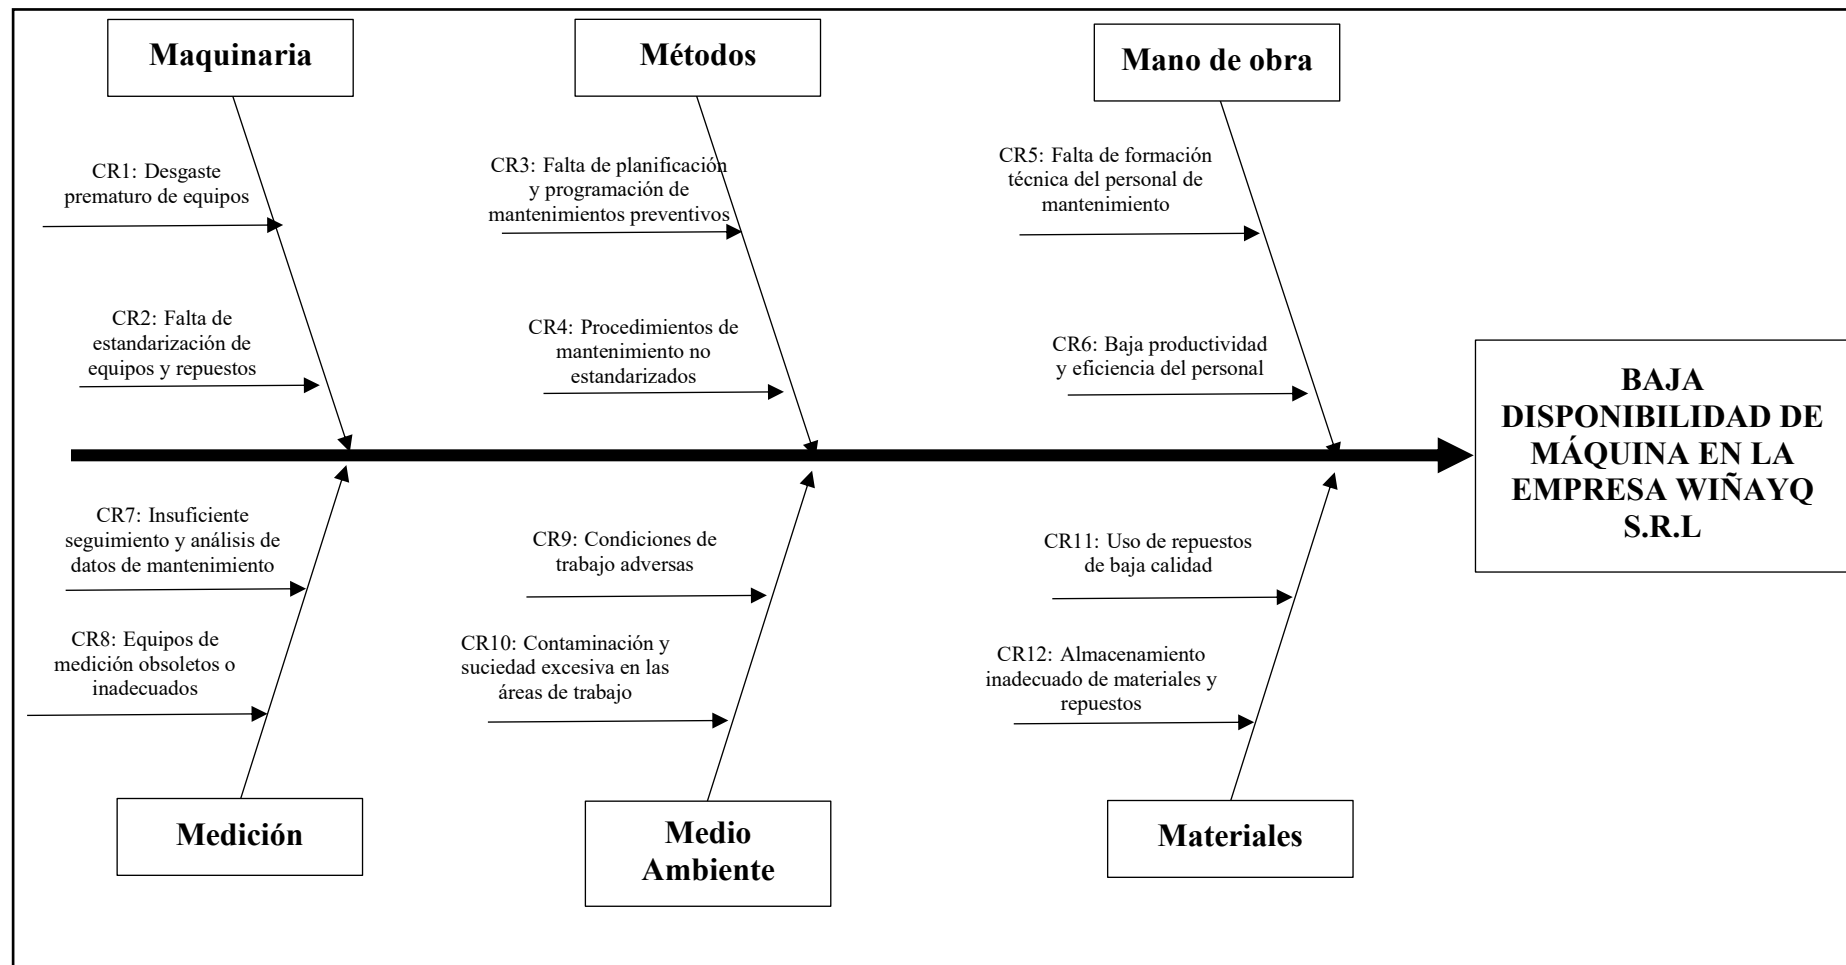 Maquinaria
Métodos
Mano de obra
CR1: Desgaste
prematuro de equipos
CR3: Falta de planificación
y programación de
mantenimientos preventivos
CR5: Falta de formación
técnica del personal de
mantenimiento
CR2: Falta de
estandarización de
equipos y repuestos
CR4: Procedimientos de
mantenimiento no
estandarizados
CR6: Baja productividad
y eficiencia del personal
BAJA
DISPONIBILIDAD DE
MÁQUINA EN LA
EMPRESA WIÑAYQ
S.R.L
CR7: Insuficiente
seguimiento y análisis de
datos de mantenimiento
CR9: Condiciones de
trabajo adversas
CR11: Uso de repuestos
de baja calidad
CR8: Equipos de
medición obsoletos o
inadecuados
CR10: Contaminación y
suciedad excesiva en las
áreas de trabajo
CR12: Almacenamiento
inadecuado de materiales y
repuestos
Medición
Medio
Ambiente
Materiales